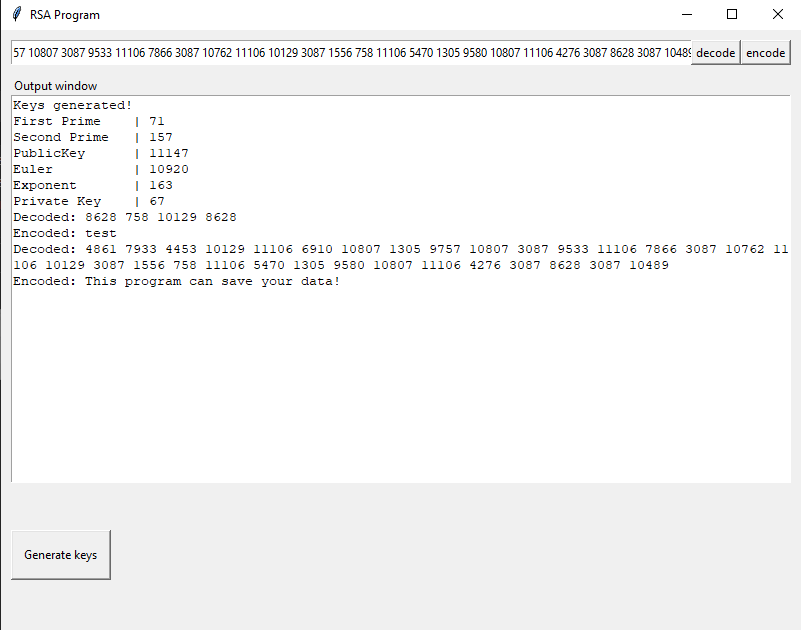 RSA Program
57 10807 3087 9533 11106 7866 3087 10762 11106 10129 3087 1556 758 11106 5470 1305 9580 10807 11106 4276 3087 8628 3087 10489 decode encode
Output window
Keys generated!
First Prime | 71
Second Prime | 157
PublicKey | 11147
Euler | 10920
Exponent | 163
Private Key | 67
Decoded: 8628 758 10129 8628
Encoded: test
Decoded: 4861 7933 4453 10129 11106 6910 10807 1305 9757 10807 3087 9533 11106 7866 3087 10762 11
106 10129 3087 1556 758 11106 5470 1305 9580 10807 11106 4276 3087 8628 3087 10489
Encoded: This program can save your data!
Generate keys